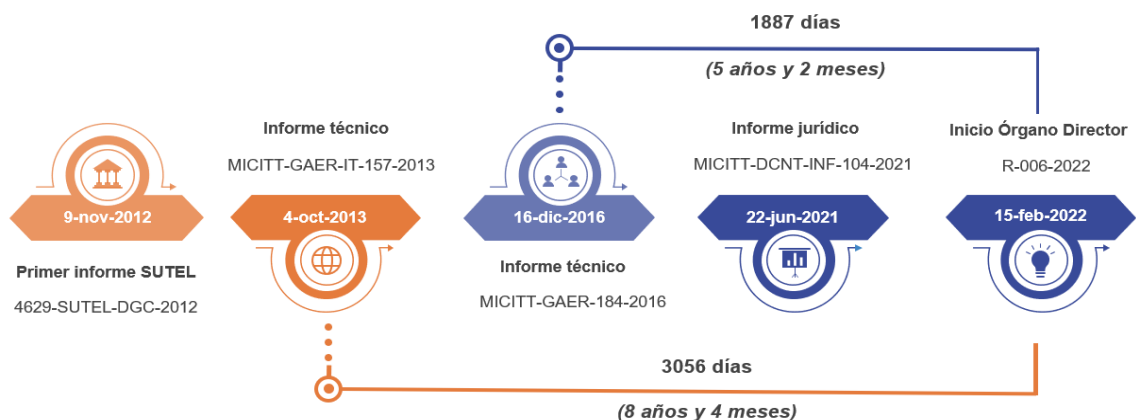 1887 días
(5 años y 2 meses)
Informe técnico
MICITT-GAER-IT-157-2013
Informe jurídico
MICITT-DCNT-INF-104-2021
Inicio Órgano Director
R-006-2022
9-nov-2012
4-oct-2013
16-dic-2016
22-jun-2021
15-feb-2022
Primer informe SUTEL
4629-SUTEL-DGC-2012
Informe técnico
MICITT-GAER-184-2016
3056 días
(8 años y 4 meses)